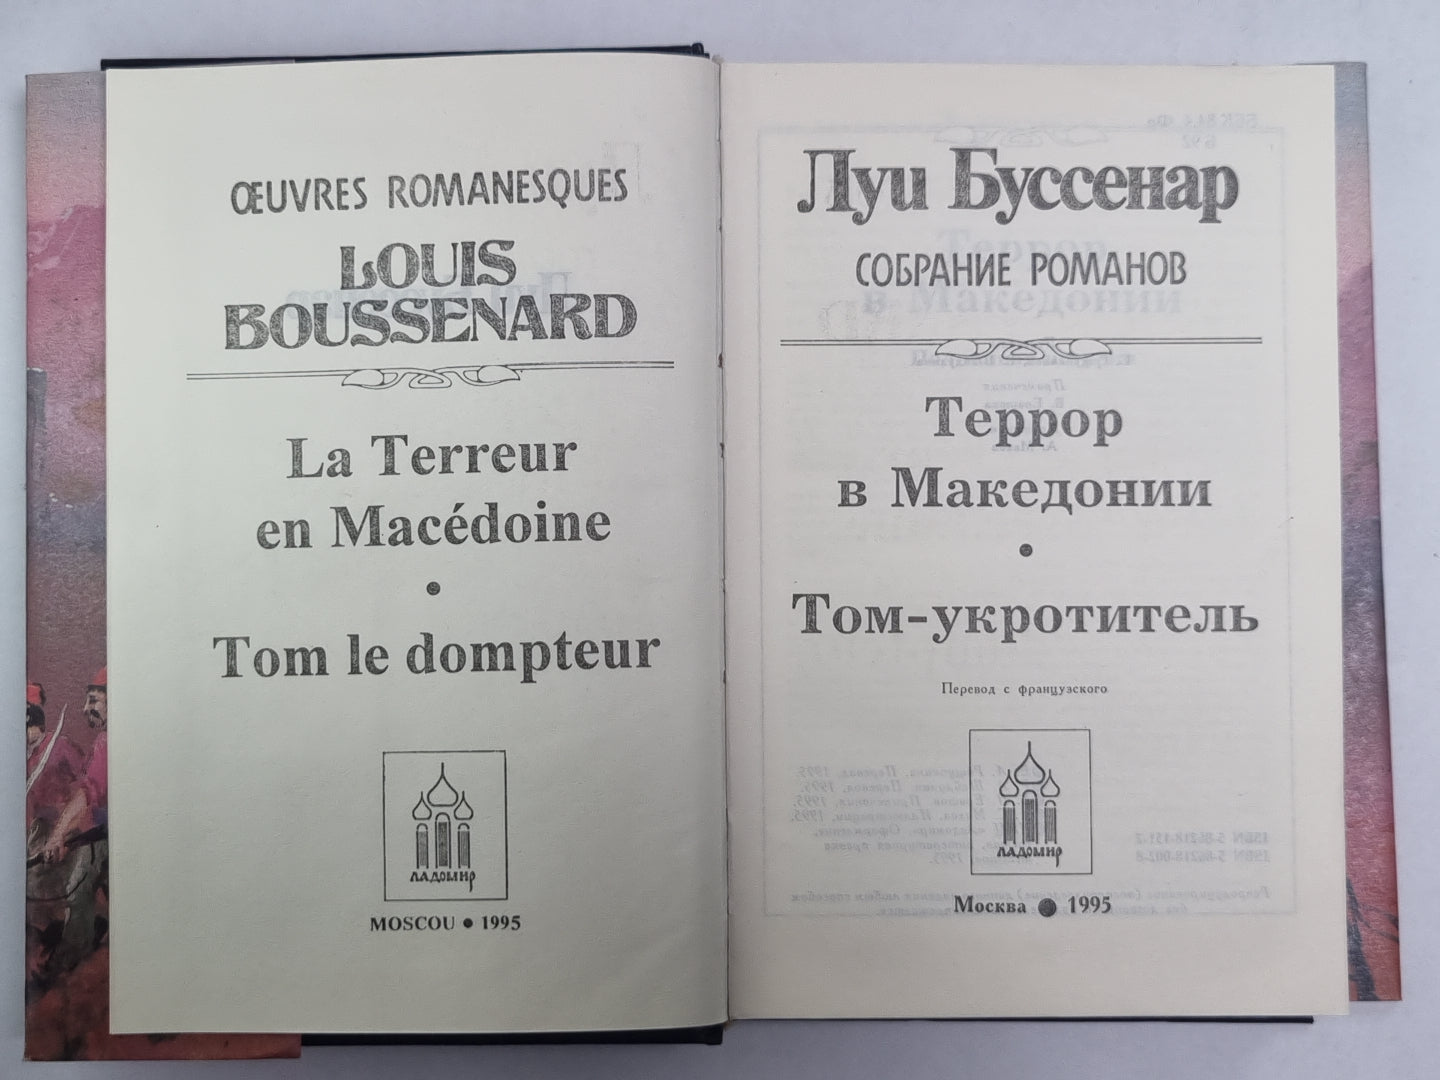 ŒUVRES ROMANESQUES
LOUIS
BOUSSENARD
La Terreur
en Macédoine
•
Tom le dompteur
ЛАДОМИР
MOSCOU • 1995
Луи Буссенар
СОБРАНИЕ РОМАНОВ
Террор
в Македонии
•
Том-укротитель
Перевод с французского
ЛАДОМИР
Москва • 1995